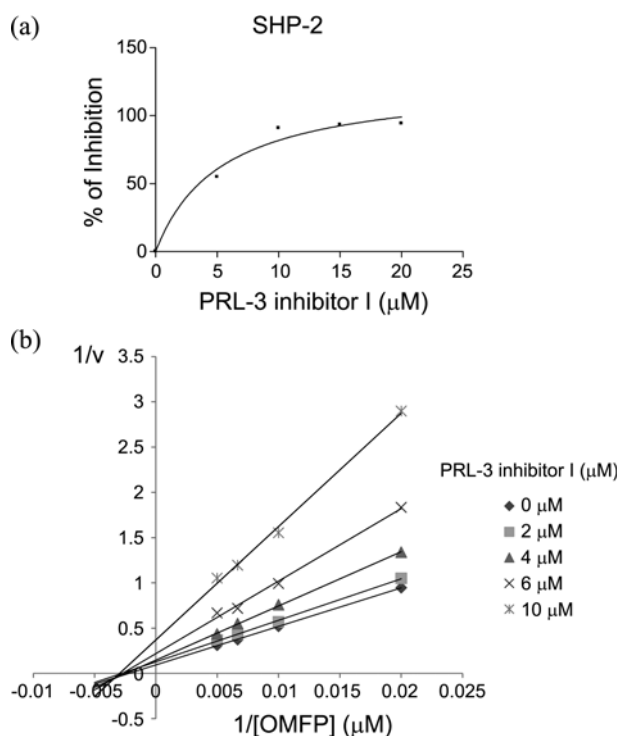 (a)
SHP-2
150
100
50
0
% of Inhibition
0 5 10 15 20 25
PRL-3 inhibitor I (μM)
(b)
1/v
3.5
3
2.5
2
1.5
1
0.5
-0.01 -0.005 0 0.005 0.01 0.015 0.02 0.025
-0.5
1/[OMFP] (μM)
PRL-3 inhibitor I (μM)
0 μM
2 μM
4 μM
6 μM
10 μM